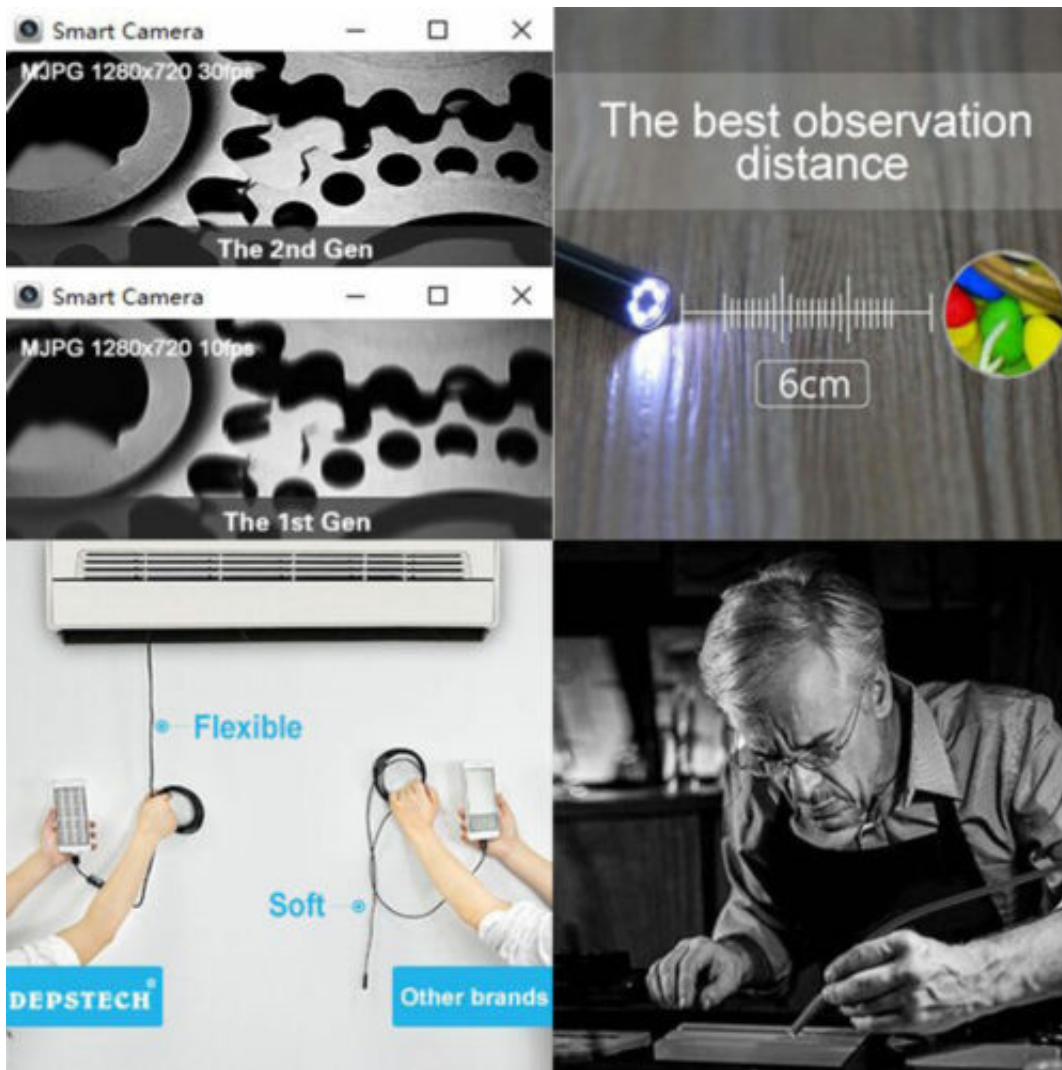 Smart Camera
MJPG 1280x720 30fps
The 2nd Gen
Smart Camera
MJPG 1280x720 10fps
The 1st Gen
The best observation
distance
6cm
Flexible
Soft
DEPSTECH®
Other brands